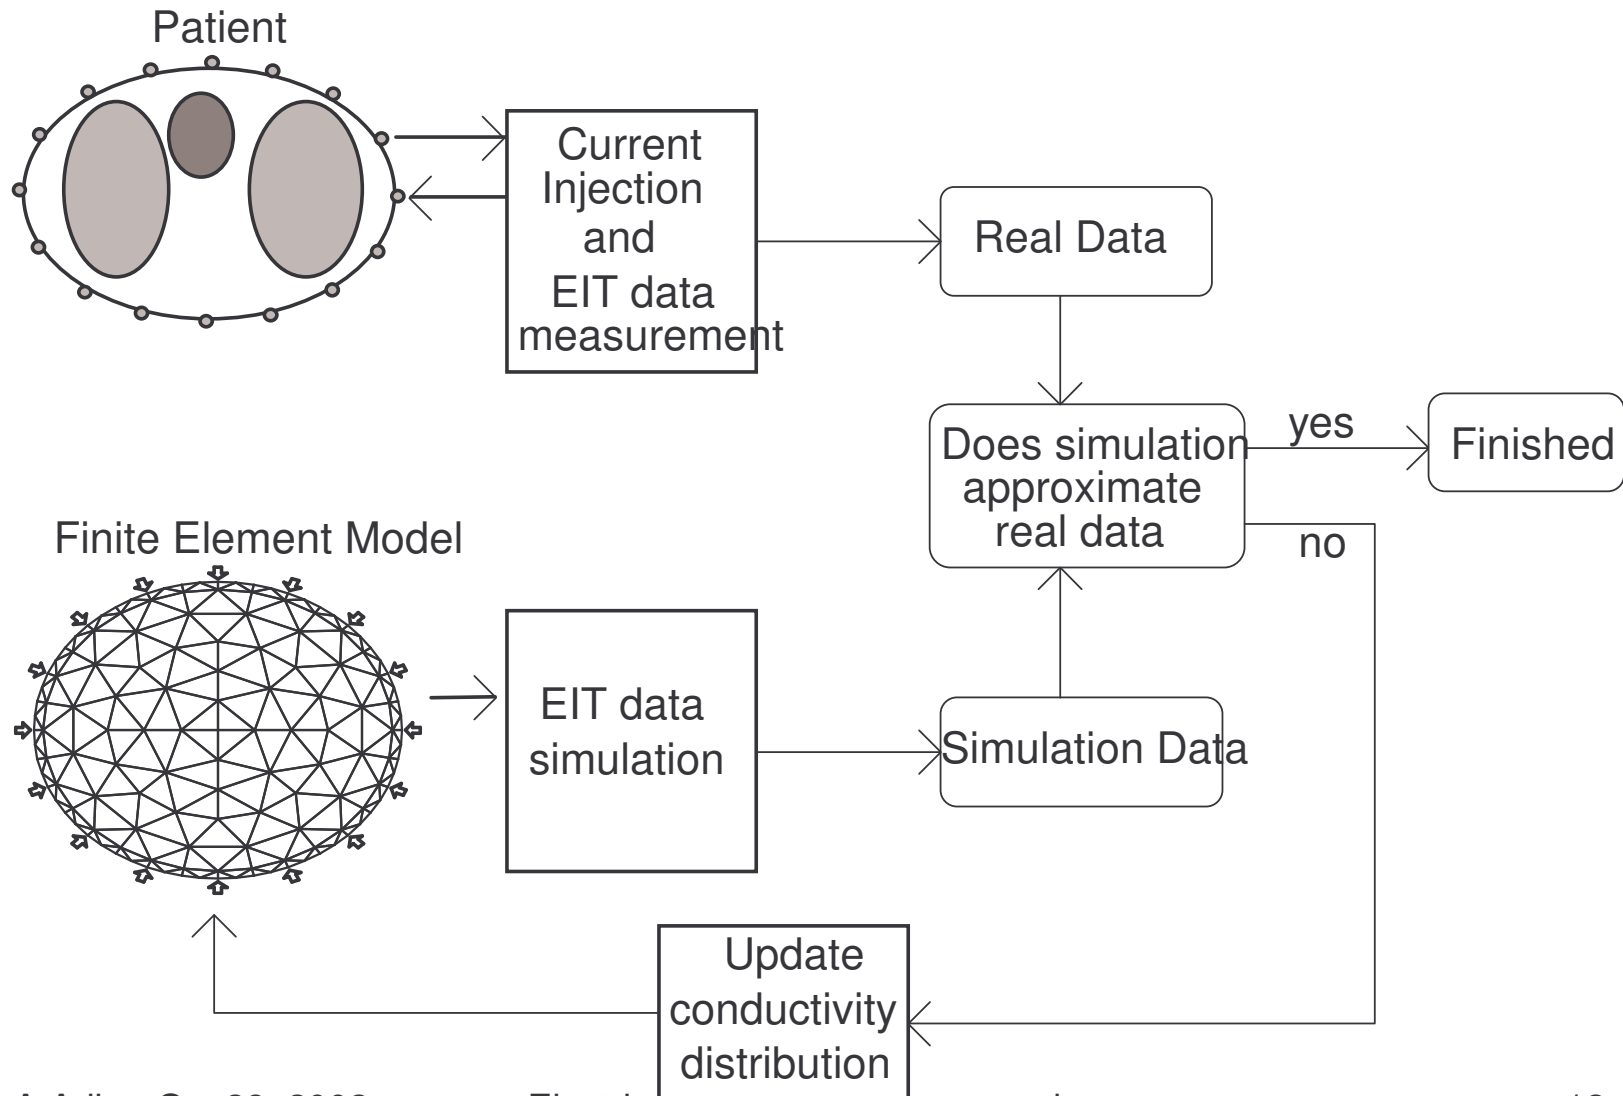 Patient
Current
Injection
and
EIT data
measurement
Real Data
Does simulation
approximate
real data
yes
Finished
no
Finite Element Model
EIT data
simulation
Simulation Data
Update
conductivity
distribution